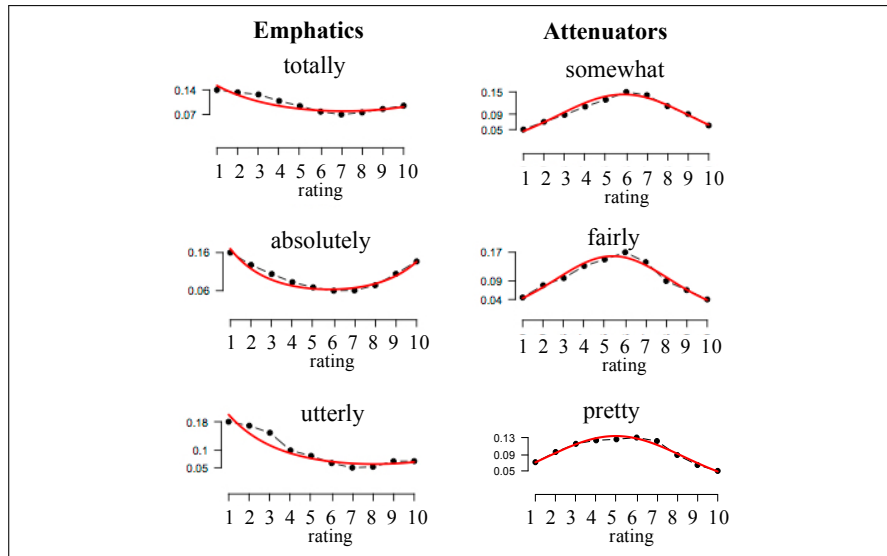 Emphatics Attenuators
totally
0.14
0.07
1 2 3 4 5 6 7 8 9 10
rating
somewhat
0.15
0.09
0.05
1 2 3 4 5 6 7 8 9 10
rating
absolutely
0.16
0.06
1 2 3 4 5 6 7 8 9 10
rating
fairly
0.17
0.09
0.04
1 2 3 4 5 6 7 8 9 10
rating
utterly
0.18
0.1
0.05
1 2 3 4 5 6 7 8 9 10
rating
pretty
0.13
0.09
0.05
1 2 3 4 5 6 7 8 9 10
rating